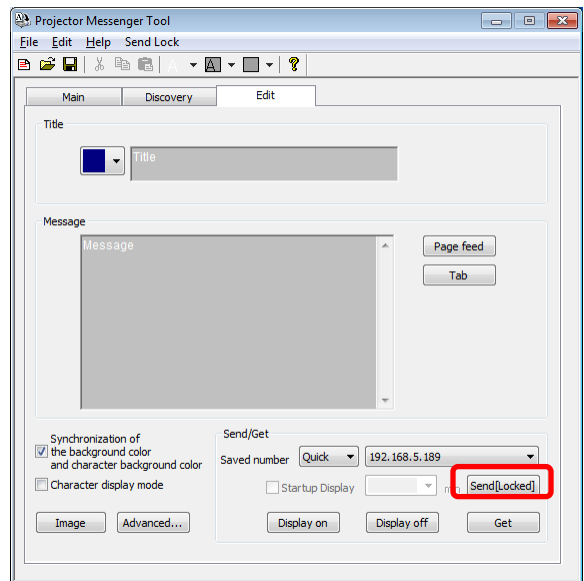 Projector Messenger Tool
File Edit Help Send Lock
A A
Main Discovery Edit
Title
Title
Message
Message
Page feed
Tab
Synchronization of
the background color
and character background color
Character display mode
Image Advanced...
Send/Get
Saved number Quick 192.168.5.189
Startup Display Send[Locked]
Display on Display off Get